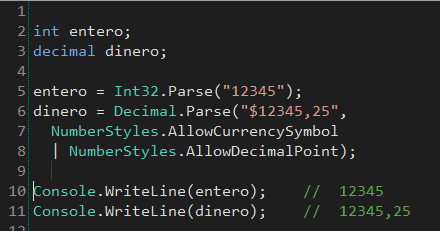 1
2 int entero;
3 decimal dinero;
4
5 entero = Int32.Parse("12345");
6 dinero = Decimal.Parse("$12345,25",
7 NumberStyles.AllowCurrencySymbol
8 | NumberStyles.AllowDecimalPoint);
9
10 Console.WriteLine(entero); // 12345
11 Console.WriteLine(dinero); // 12345,25
12